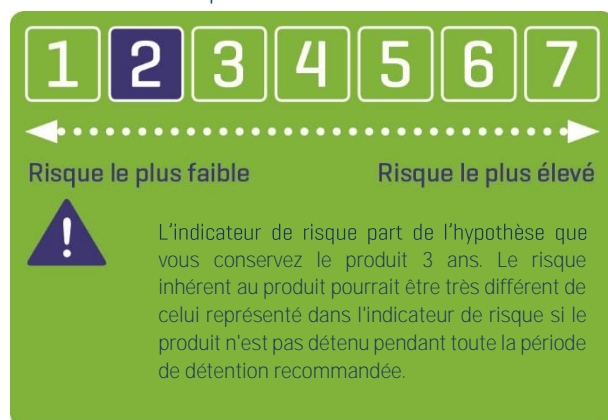 1 2 3 4 5 6 7
Risque le plus faible Risque le plus élevé
!
L'indicateur de risque part de l'hypothèse que
vous conservez le produit 3 ans. Le risque
inhérent au produit pourrait être très différent de
celui représenté dans l'indicateur de risque si le
produit n'est pas détenu pendant toute la période
de détention recommandée.